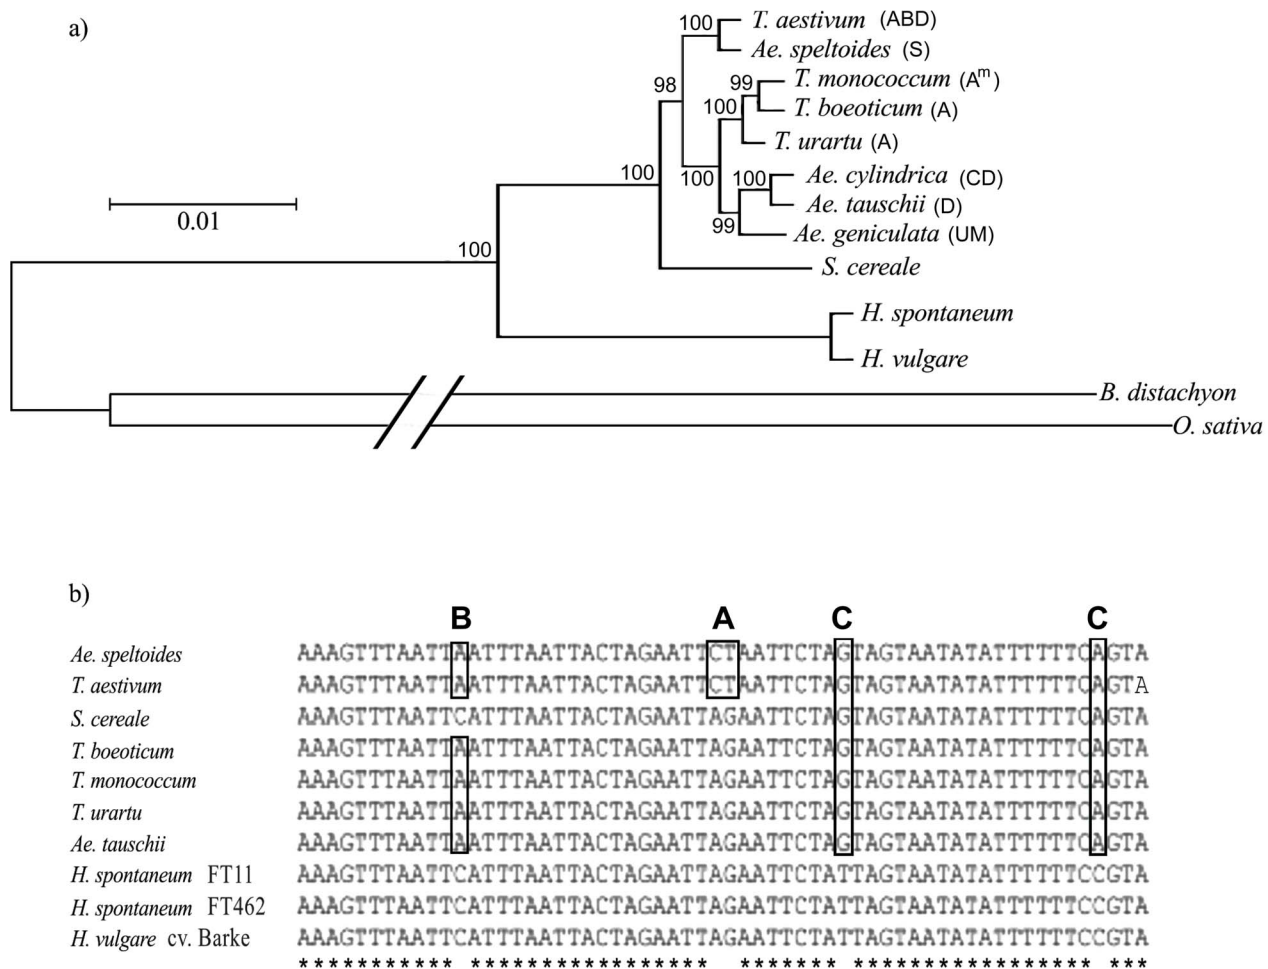 a)
100 T. aestivum (ABD)
Ae. speltoides (S)
98 99 T. monococcum (Aᵐ)
100 T. boeoticum (A)
T. urartu (A)
100 100 100 Ae. cylindrica (CD)
0.01 Ae. tauschii (D)
99 Ae. geniculata (UM)
100 S. cereale
H. spontaneum
H. vulgare
B. distachyon
O. sativa
b)
B A C C
Ae. speltoides AAAGTTTAATTAATTTAATTACTAGAATTCTAATTCTAGTAGTAATATATTTTTTCAGTA
T. aestivum AAAGTTTAATTAATTTAATTACTAGAATTCTAATTCTAGTAGTAATATATTTTTTCAGTA
S. cereale AAAGTTTAATTCATTTAATTACTAGAATTAGAATTCTAGTAGTAATATATTTTTTCAGTA
T. boeoticum AAAGTTTAATTAATTTAATTACTAGAATTAGAATTCTAGTAGTAATATATTTTTTCAGTA
T. monococcum AAAGTTTAATTAATTTAATTACTAGAATTAGAATTCTAGTAGTAATATATTTTTTCAGTA
T. urartu AAAGTTTAATTAATTTAATTACTAGAATTAGAATTCTAGTAGTAATATATTTTTTCAGTA
Ae. tauschii AAAGTTTAATTAATTTAATTACTAGAATTAGAATTCTAGTAGTAATATATTTTTTCAGTA
H. spontaneum FT11 AAAGTTTAATTCATTTAATTACTAGAATTAGAATTCTATTAGTAATATATTTTTTCCGTA
H. spontaneum FT462 AAAGTTTAATTCATTTAATTACTAGAATTAGAATTCTATTAGTAATATATTTTTTCCGTA
H. vulgare cv. Barke AAAGTTTAATTCATTTAATTACTAGAATTAGAATTCTATTAGTAATATATTTTTTCCGTA
*********** *****************  ******* ***************** ***